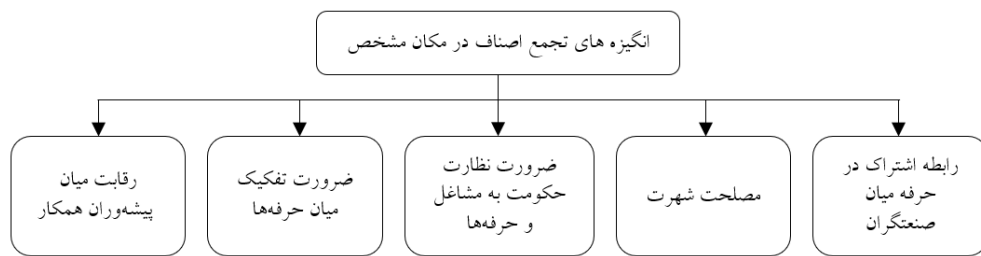 انگیزه های تجمع اصناف در مکان مشخص
رابطه اشتراک در
حرفه میان
صنعتگران
مصلحت شهرت
ضرورت نظارت
حکومت به مشاغل
و حرفه‌ها
ضرورت تفکیک
میان حرفه‌ها
رقابت میان
پیشه‌وران همکار